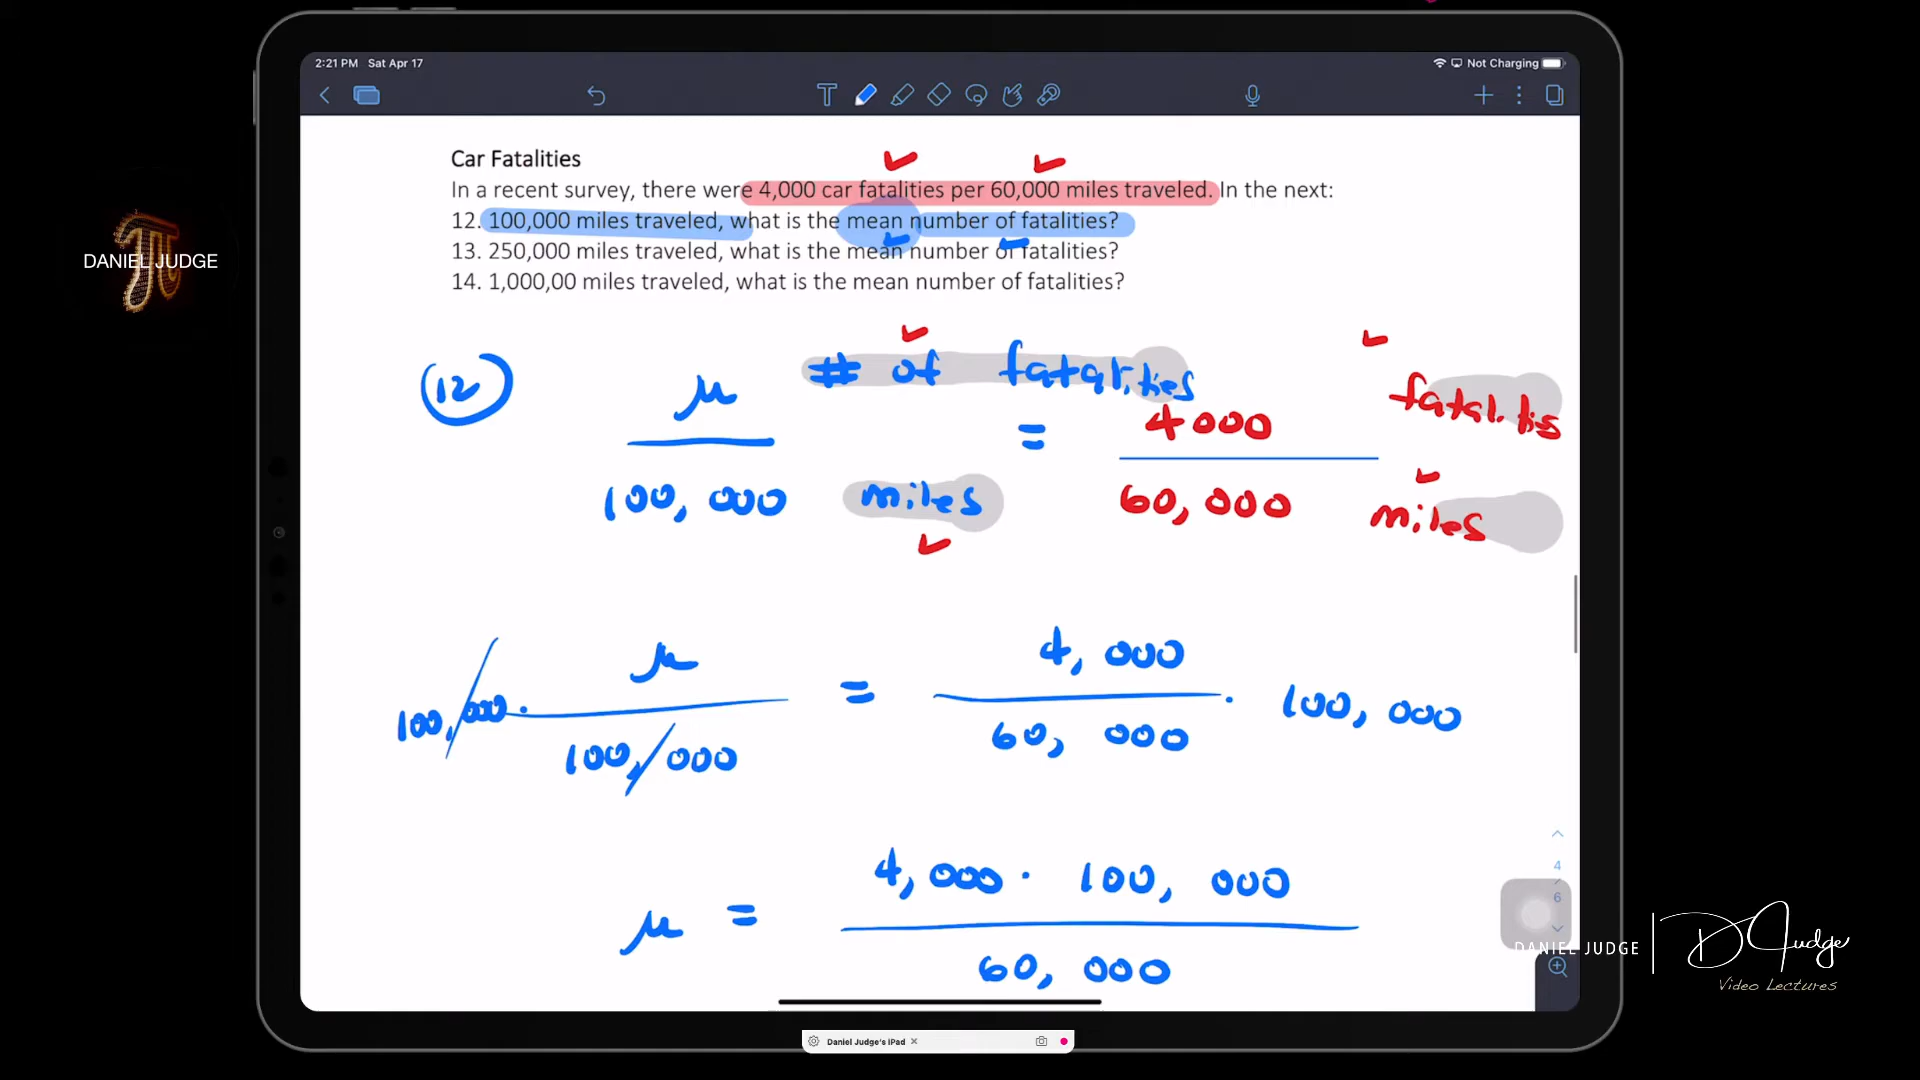 2:21 PM Sat Apr 17
Not Charging
Car Fatalities
In a recent survey, there were 4,000 car fatalities per 60,000 miles traveled. In the next:
12. 100,000 miles traveled, what is the mean number of fatalities?
13. 250,000 miles traveled, what is the mean number of fatalities?
14. 1,000,00 miles traveled, what is the mean number of fatalities?
DANIEL JUDGE
(12) μ # of fatalities = 4000 fatalities
100,000 miles 60,000 miles
100,000 · μ = 4,000 · 100,000
100,000 60,000
μ = 4,000 · 100,000
60,000
4
6
DANIEL JUDGE
DJudge
Video Lectures
Daniel Judge's iPad